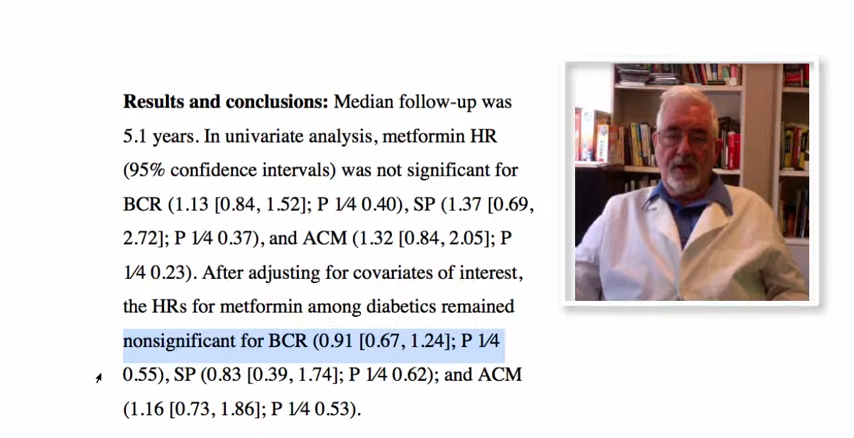 Results and conclusions: Median follow-up was
5.1 years. In univariate analysis, metformin HR
(95% confidence intervals) was not significant for
BCR (1.13 [0.84, 1.52]; P 1⁄4 0.40), SP (1.37 [0.69,
2.72]; P 1⁄4 0.37), and ACM (1.32 [0.84, 2.05]; P
1⁄4 0.23). After adjusting for covariates of interest,
the HRs for metformin among diabetics remained
nonsignificant for BCR (0.91 [0.67, 1.24]; P 1⁄4
0.55), SP (0.83 [0.39, 1.74]; P 1⁄4 0.62); and ACM
(1.16 [0.73, 1.86]; P 1⁄4 0.53).